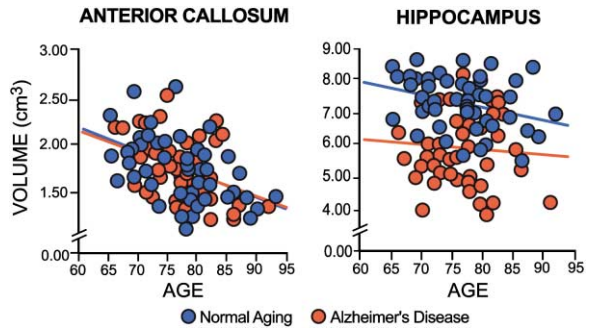 ANTERIOR CALLOSUM
VOLUME (cm³)
3.00
2.50
2.00
1.50
0.00
60 65 70 75 80 85 90 95
AGE
HIPPOCAMPUS
9.00
8.00
7.00
6.00
5.00
4.00
0.00
60 65 70 75 80 85 90 95
AGE
Normal Aging Alzheimer's Disease